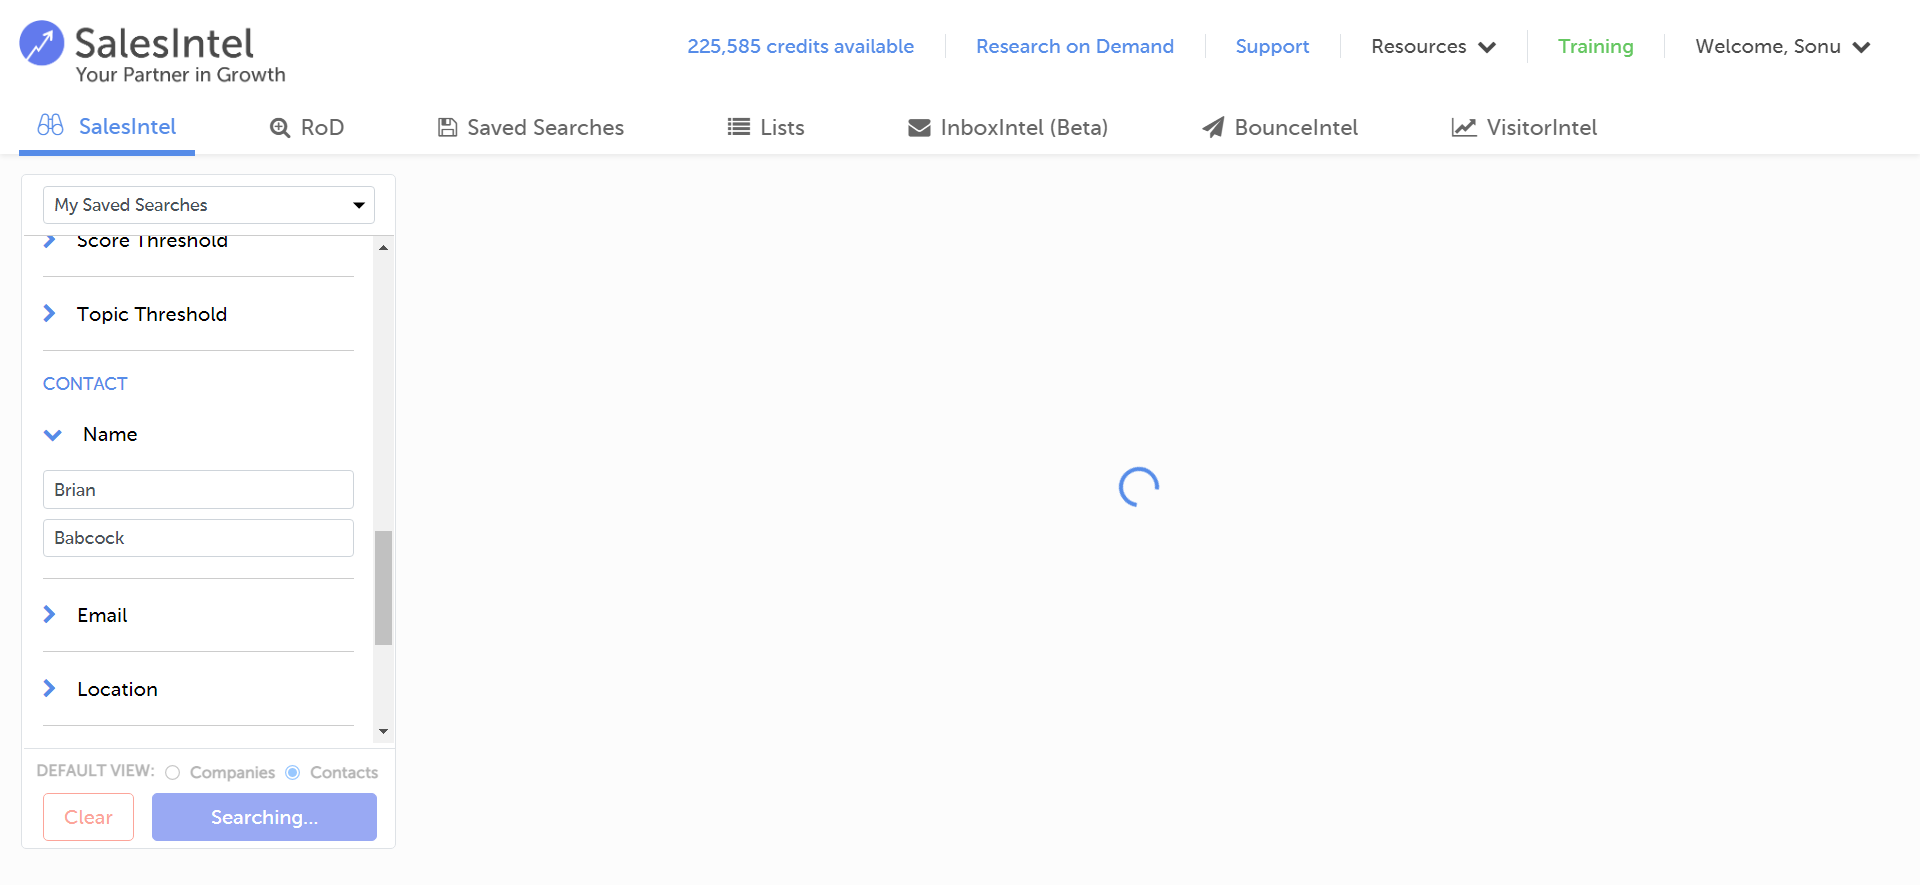 SalesIntel
Your Partner in Growth
225,585 credits available
Research on Demand
Support
Resources
Training
Welcome, Sonu
SalesIntel
RoD
Saved Searches
Lists
InboxIntel (Beta)
BounceIntel
VisitorIntel
My Saved Searches
Score Threshold
Topic Threshold
CONTACT
Name
Brian
Babcock
Email
Location
DEFAULT VIEW: Companies Contacts
Clear
Searching...